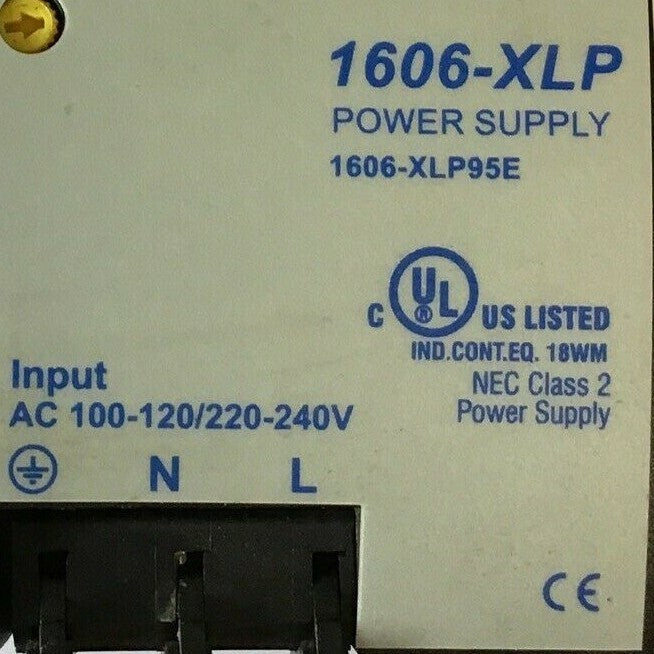 1606-XLP
POWER SUPPLY
1606-XLP95E
C UL® US LISTED
IND.CONT.EQ. 18WM
NEC Class 2
Power Supply
Input
AC 100-120/220-240V
N L
CE